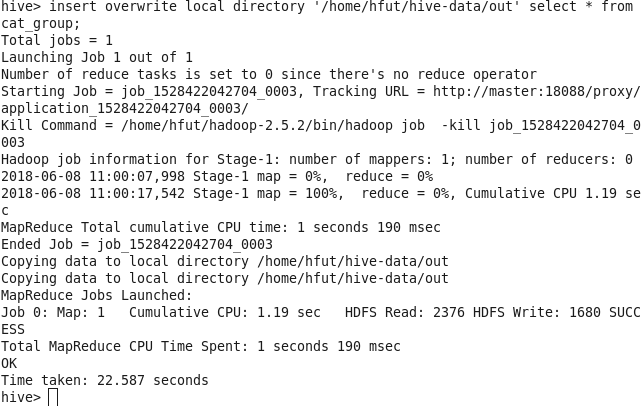 hive> insert overwrite local directory '/home/hfut/hive-data/out' select * from
cat_group;
Total jobs = 1
Launching Job 1 out of 1
Number of reduce tasks is set to 0 since there's no reduce operator
Starting Job = job_1528422042704_0003, Tracking URL = http://master:18088/proxy/
application_1528422042704_0003/
Kill Command = /home/hfut/hadoop-2.5.2/bin/hadoop job  -kill job_1528422042704_0
003
Hadoop job information for Stage-1: number of mappers: 1; number of reducers: 0
2018-06-08 11:00:07,998 Stage-1 map = 0%,  reduce = 0%
2018-06-08 11:00:17,542 Stage-1 map = 100%,  reduce = 0%, Cumulative CPU 1.19 se
c
MapReduce Total cumulative CPU time: 1 seconds 190 msec
Ended Job = job_1528422042704_0003
Copying data to local directory /home/hfut/hive-data/out
Copying data to local directory /home/hfut/hive-data/out
MapReduce Jobs Launched:
Job 0: Map: 1   Cumulative CPU: 1.19 sec   HDFS Read: 2376 HDFS Write: 1680 SUCC
ESS
Total MapReduce CPU Time Spent: 1 seconds 190 msec
OK
Time taken: 22.587 seconds
hive>